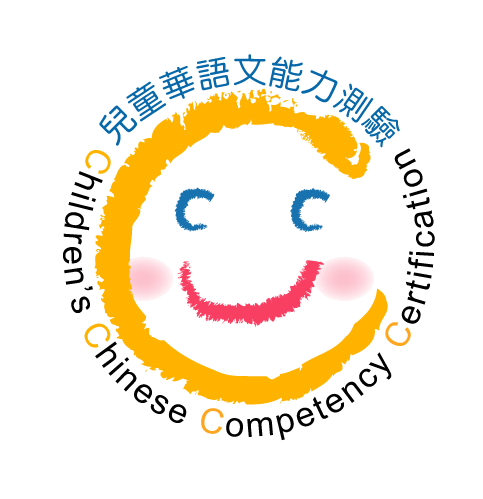 兒童華語文能力測驗
Children's Chinese Competency Certification